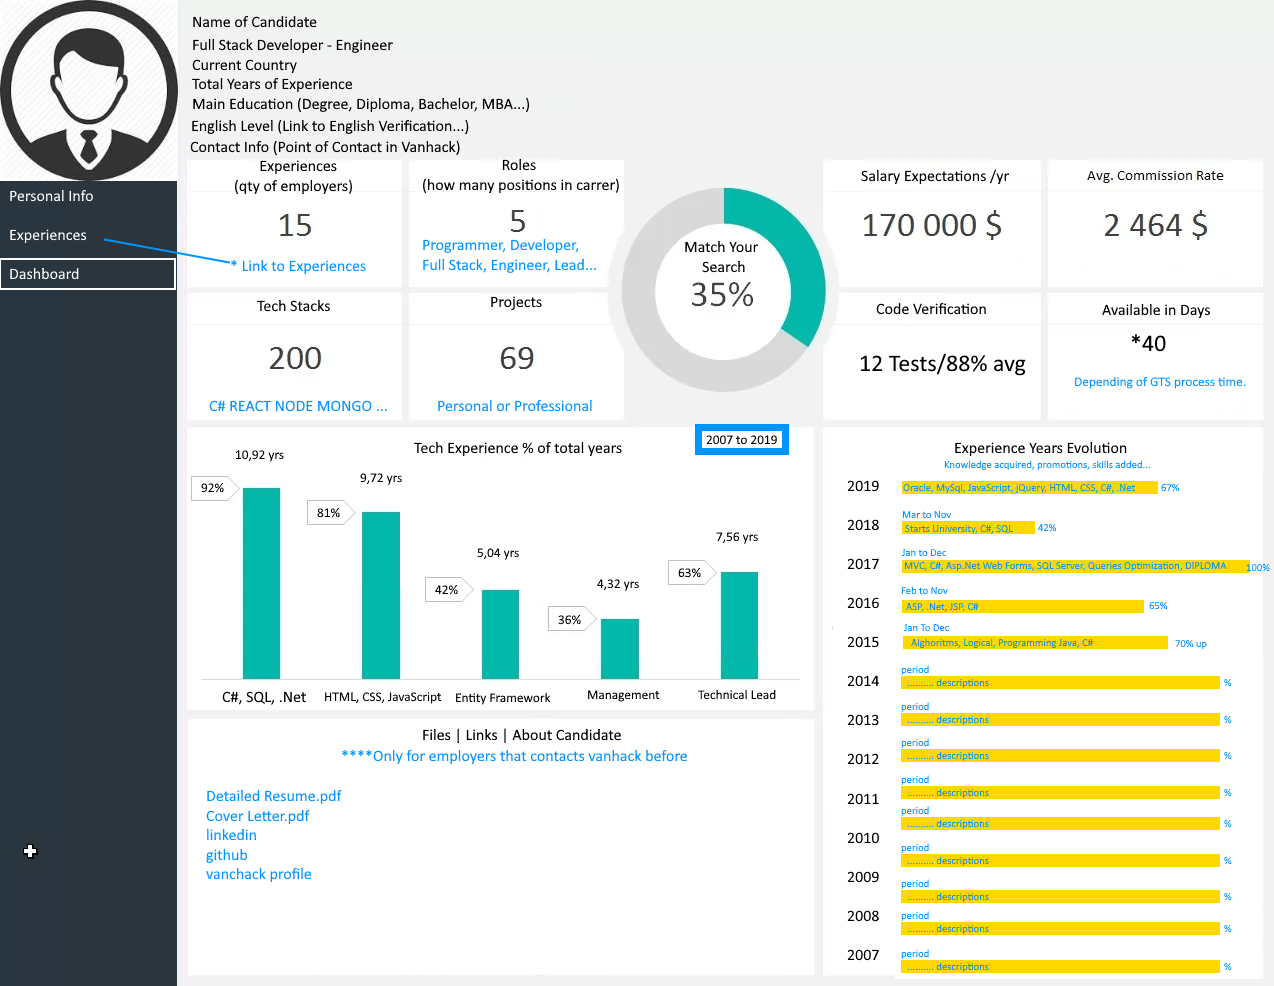 Name of Candidate
Full Stack Developer - Engineer
Current Country
Total Years of Experience
Main Education (Degree, Diploma, Bachelor, MBA...)
English Level (Link to English Verification...)
Contact Info (Point of Contact in Vanhack)
Personal Info
Experiences
Dashboard
Experiences
(qty of employers)
15
* Link to Experiences
Roles
(how many positions in carrer)
5
Programmer, Developer,
Full Stack, Engineer, Lead...
Tech Stacks
200
C# REACT NODE MONGO ...
Projects
69
Personal or Professional
Match Your
Search
35%
Salary Expectations /yr
170 000 $
Avg. Commission Rate
2 464 $
Code Verification
12 Tests/88% avg
Available in Days
*40
Depending of GTS process time.
Tech Experience % of total years
2007 to 2019
10,92 yrs
92%
9,72 yrs
81%
5,04 yrs
42%
4,32 yrs
36%
7,56 yrs
63%
C#, SQL, .Net
HTML, CSS, JavaScript
Entity Framework
Management
Technical Lead
Files | Links | About Candidate
****Only for employers that contacts vanhack before
Detailed Resume.pdf
Cover Letter.pdf
linkedin
github
vanchack profile
Experience Years Evolution
Knowledge acquired, promotions, skills added...
2019
Oracle, MySql, JavaScript, jQuery, HTML, CSS, C#, .Net
67%
Mar to Nov
2018
Starts University, C#, SQL
42%
Jan to Dec
2017
MVC, C#, Asp.Net Web Forms, SQL Server, Queries Optimization, DIPLOMA
100%
Feb to Nov
2016
ASP, .Net, JSP, C#
65%
Jan To Dec
2015
Alghoritms, Logical, Programming Java, C#
70% up
period
2014
.......... descriptions
%
period
2013
.......... descriptions
%
period
2012
.......... descriptions
%
period
2011
.......... descriptions
%
period
.......... descriptions
%
2010
period
.......... descriptions
%
2009
period
.......... descriptions
%
2008
period
.......... descriptions
%
2007
period
.......... descriptions
%